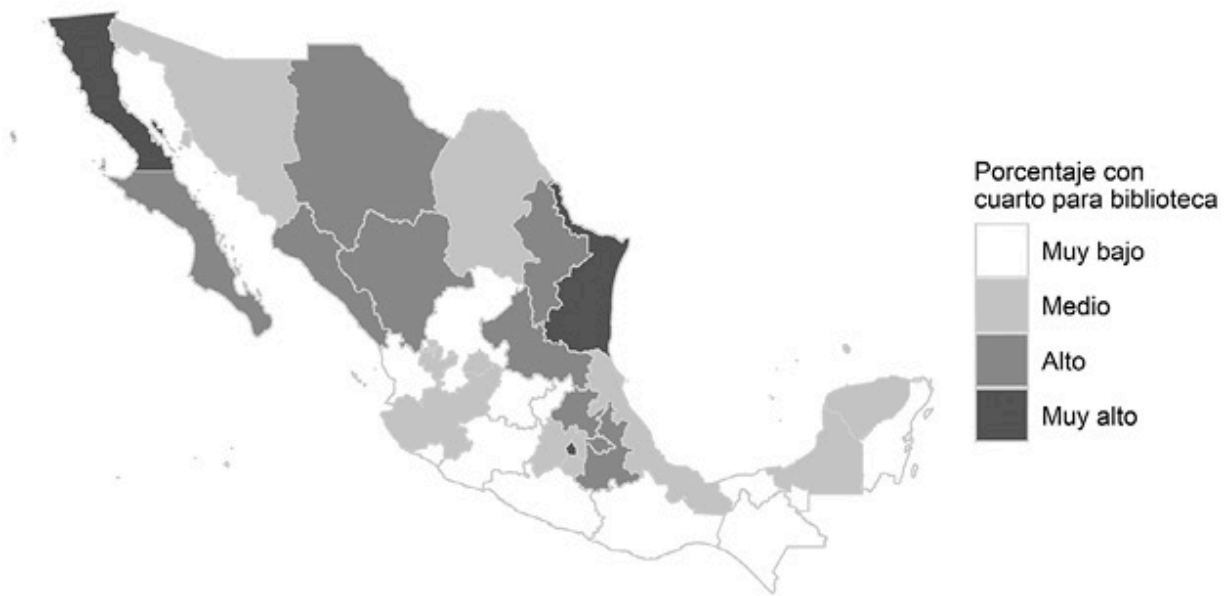 Porcentaje con
cuarto para biblioteca
Muy bajo
Medio
Alto
Muy alto